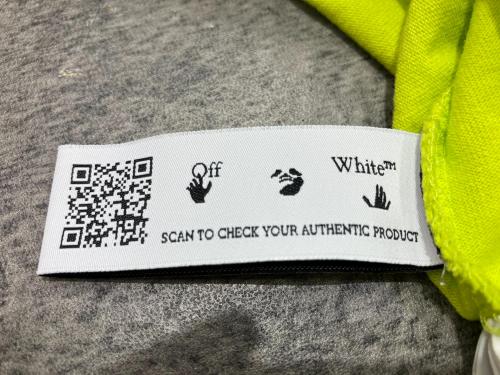 Off
White™
SCAN TO CHECK YOUR AUTHENTIC PRODUCT